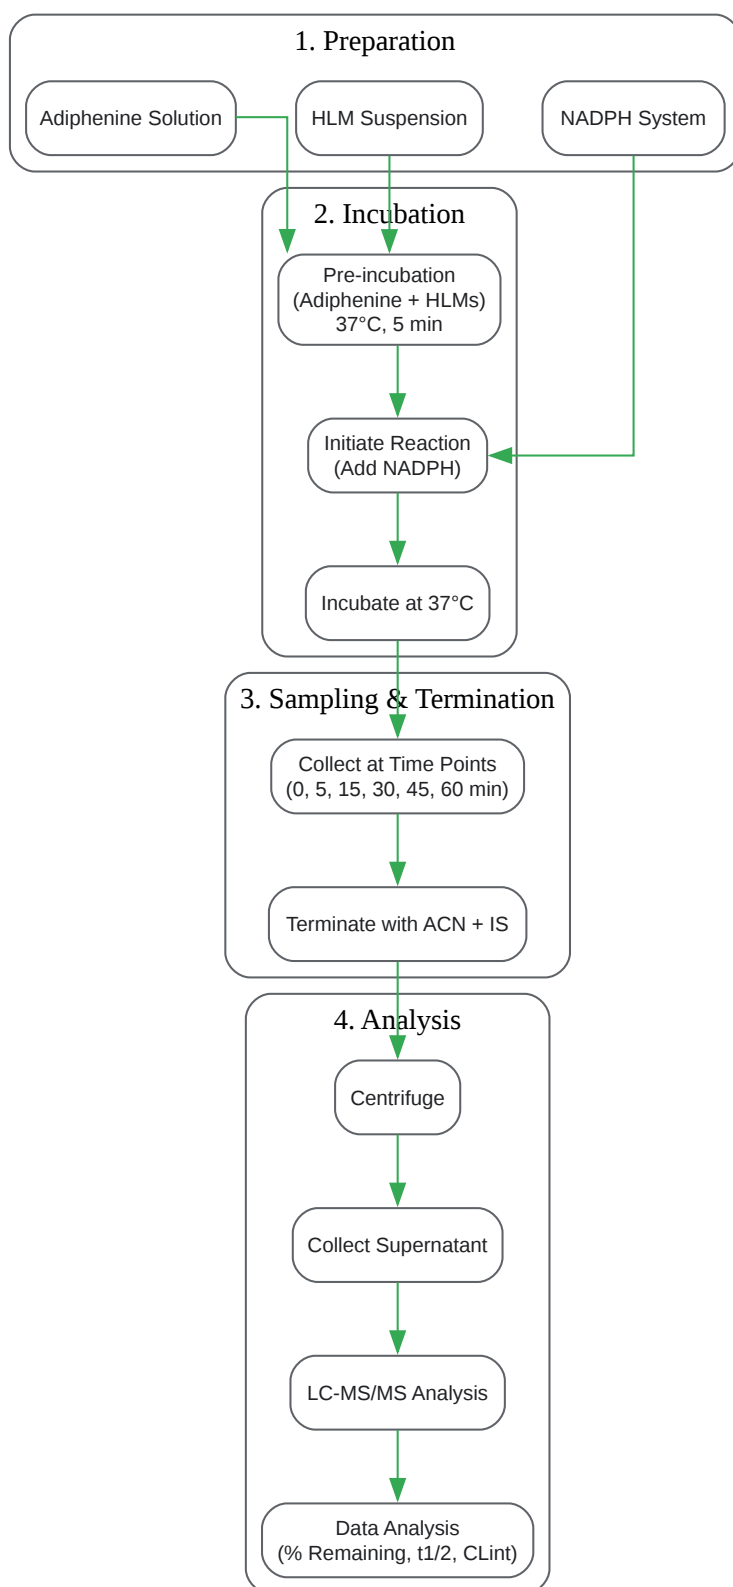 1. Preparation
Adiphenine Solution
HLM Suspension
NADPH System
2. Incubation
Pre-incubation
(Adiphenine + HLMs)
37°C, 5 min
Initiate Reaction
(Add NADPH)
Incubate at 37°C
3. Sampling & Termination
Collect at Time Points
(0, 5, 15, 30, 45, 60 min)
Terminate with ACN + IS
4. Analysis
Centrifuge
Collect Supernatant
LC-MS/MS Analysis
Data Analysis
(% Remaining, t1/2, CLint)